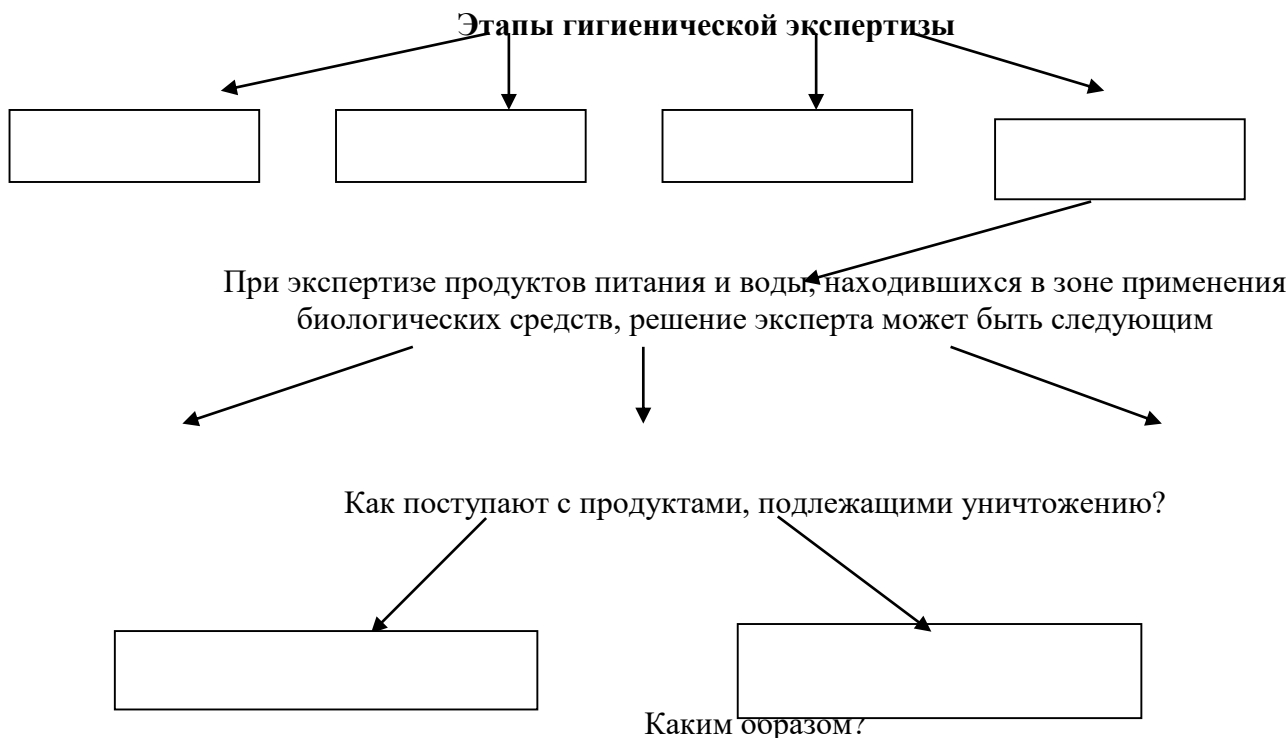 Этапы гигиенической экспертизы
При экспертизе продуктов питания и воды, находившихся в зоне применения
биологических средств, решение эксперта может быть следующим
Как поступают с продуктами, подлежащими уничтожению?
Каким образом?